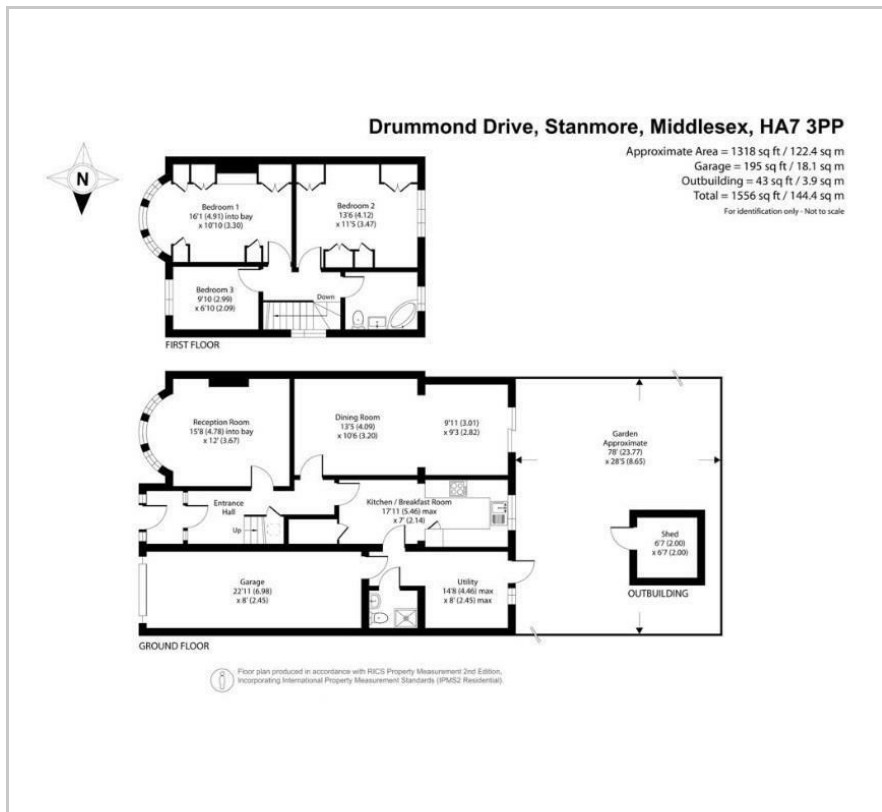 Drummond Drive, Stanmore, Middlesex, HA7 3PP
Approximate Area = 1318 sq ft / 122.4 sq m
Garage = 195 sq ft / 18.1 sq m
Outbuilding = 43 sq ft / 3.9 sq m
Total = 1556 sq ft / 144.4 sq m
For identification only - Not to scale
N
Bedroom 1
16'1 (4.91) into bay
x 10'10 (3.30)
Bedroom 2
13'6 (4.12)
x 11'5 (3.47)
Bedroom 3
9'10 (2.99)
x 6'10 (2.09)
Down
FIRST FLOOR
Reception Room
15'8 (4.78) into bay
x 12' (3.67)
Dining Room
13'5 (4.09)
x 10'6 (3.20)
9'11 (3.01)
x 9'3 (2.82)
Garden
Approximate
78' (23.77)
x 28'5 (8.65)
Entrance
Hall
Up
Kitchen / Breakfast Room
17'11 (5.46) max
x 7' (2.14)
Shed
6'7 (2.00)
x 6'7 (2.00)
OUTBUILDING
Garage
22'11 (6.98)
x 8' (2.45)
Utility
14'8 (4.46) max
x 8' (2.45) max
GROUND FLOOR
Floor plan produced in accordance with RICS Property Measurement 2nd Edition,
Incorporating International Property Measurement Standards (IPMS2 Residential).